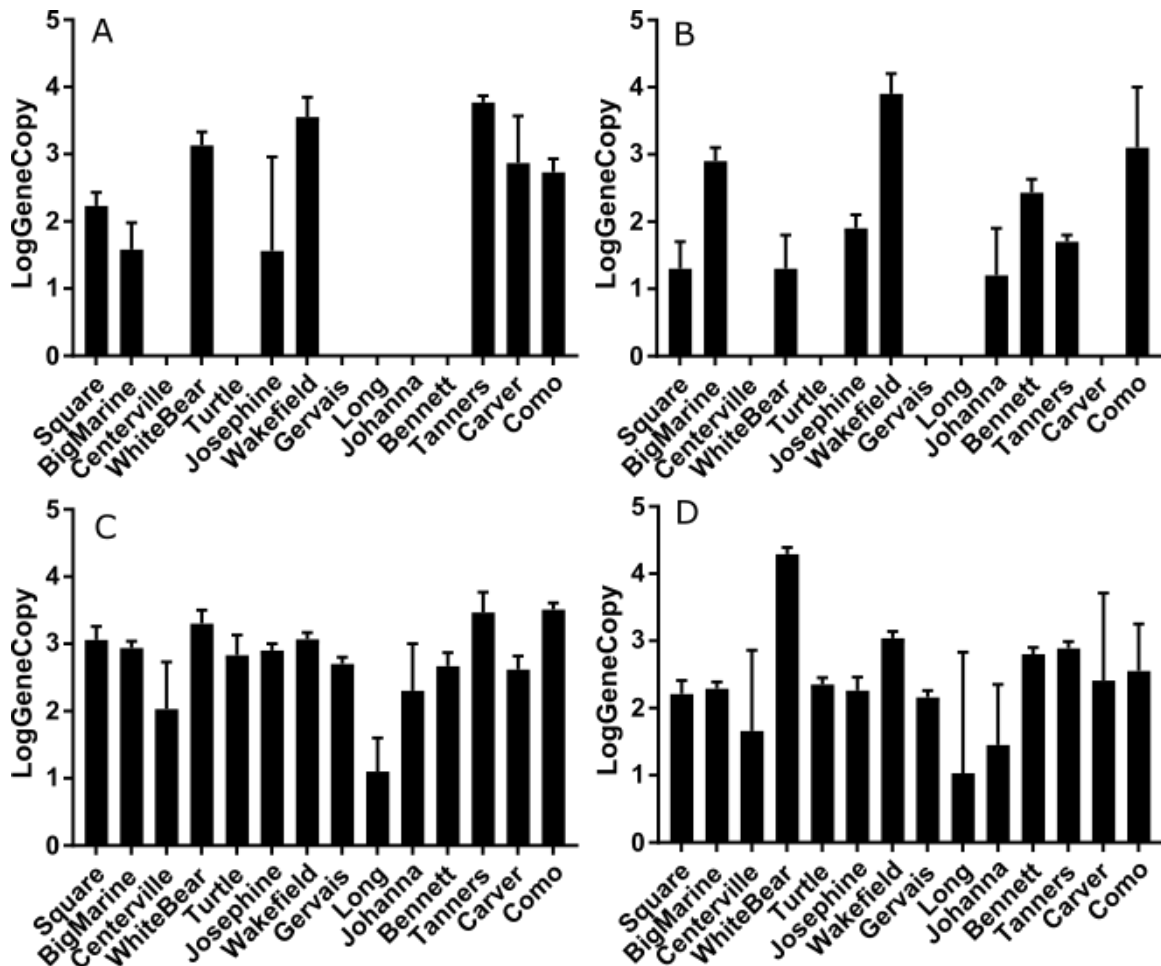 A
LogGeneCopy
5
4
3
2
1
0
Square
BigMarine
Centerville
WhiteBear
Turtle
Josephine
Wakefield
Gervais
Long
Johanna
Bennett
Tanners
Carver
Como
B
LogGeneCopy
5
4
3
2
1
0
Square
BigMarine
Centerville
WhiteBear
Turtle
Josephine
Wakefield
Gervais
Long
Johanna
Bennett
Tanners
Carver
Como
C
LogGeneCopy
5
4
3
2
1
0
Square
BigMarine
Centerville
WhiteBear
Turtle
Josephine
Wakefield
Gervais
Long
Johanna
Bennett
Tanners
Carver
Como
D
LogGeneCopy
5
4
3
2
1
0
Square
BigMarine
Centerville
WhiteBear
Turtle
Josephine
Wakefield
Gervais
Long
Johanna
Bennett
Tanners
Carver
Como